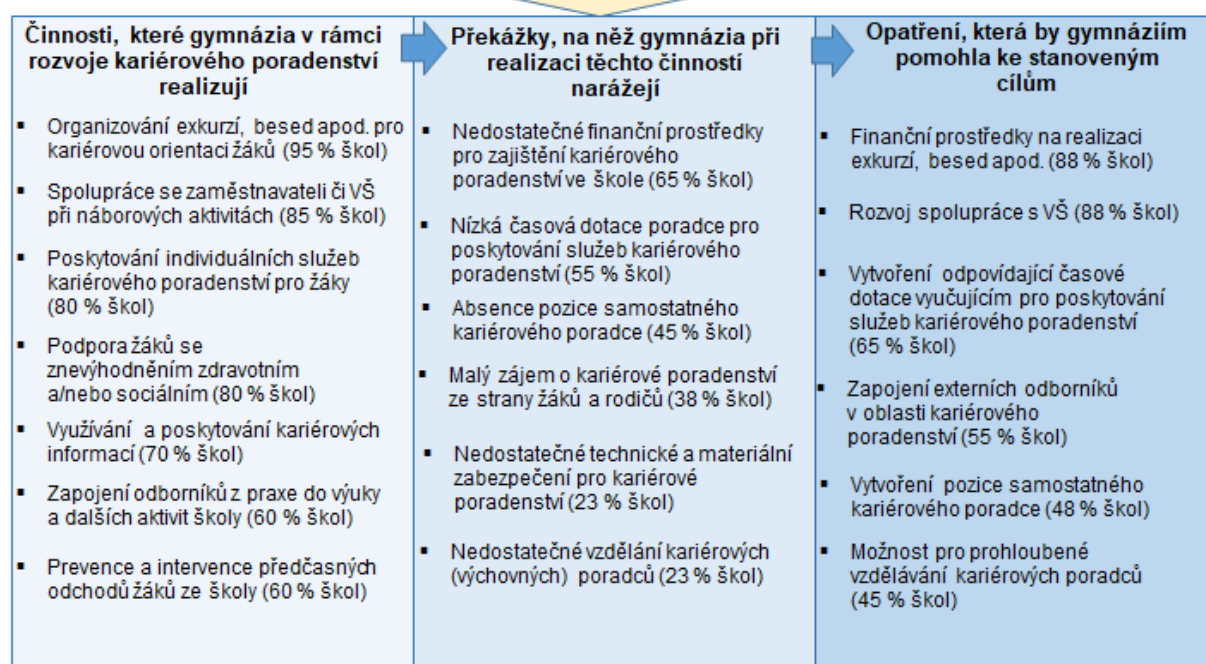 Činnosti, které gymnázia v rámci
rozvoje kariérového poradenství
realizují
▪ Organizování exkurzí, besed apod. pro
kariérovou orientaci žáků (95 % škol)
▪ Spolupráce se zaměstnavateli či VŠ
při náborových aktivitách (85 % škol)
▪ Poskytování individuálních služeb
kariérového poradenství pro žáky
(80 % škol)
▪ Podpora žáků se
znevýhodněním zdravotním
a/nebo sociálním (80 % škol)
▪ Využívání a poskytování kariérových
informací (70 % škol)
▪ Zapojení odborníků z praxe do výuky
a dalších aktivit školy (60 % škol)
▪ Prevence a intervence předčasných
odchodů žáků ze školy (60 % škol)
Překážky, na něž gymnázia při
realizaci těchto činností
narážejí
▪ Nedostatečné finanční prostředky
pro zajištění kariérového
poradenství ve škole (65 % škol)
▪ Nízká časová dotace poradce pro
poskytování služeb kariérového
poradenství (55 % škol)
▪ Absence pozice samostatného
kariérového poradce (45 % škol)
▪ Malý zájem o kariérové poradenství
ze strany žáků a rodičů (38 % škol)
▪ Nedostatečné technické a materiální
zabezpečení pro kariérové
poradenství (23 % škol)
▪ Nedostatečné vzdělání kariérových
(výchovných) poradců (23 % škol)
Opatření, která by gymnáziím
pomohla ke stanoveným
cílům
▪ Finanční prostředky na realizaci
exkurzí, besed apod. (88 % škol)
▪ Rozvoj spolupráce s VŠ (88 % škol)
▪ Vytvoření odpovídající časové
dotace vyučujícím pro poskytování
služeb kariérového poradenství
(65 % škol)
▪ Zapojení externích odborníků
v oblasti kariérového
poradenství (55 % škol)
▪ Vytvoření pozice samostatného
kariérového poradce (48 % škol)
▪ Možnost pro prohloubené
vzdělávání kariérových poradců
(45 % škol)